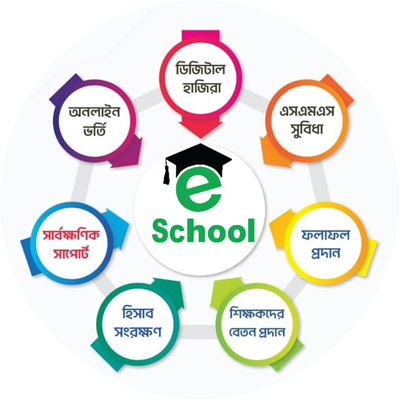 ডিজিটাল
হাজিরা
এসএমএস
সুবিধা
ফলাফল
প্রদান
শিক্ষকদের
বেতন প্রদান
হিসাব
সংরক্ষণ
সার্বক্ষণিক
সাপোর্ট
অনলাইন
ভর্তি
e
School